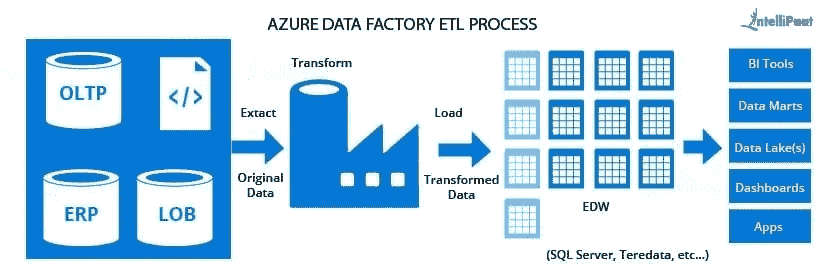 AZURE DATA FACTORY ETL PROCESS
IntelliPaat
OLTP
</>
ERP
LOB
Extract
Original
Data
Transform
Load
Transformed
Data
EDW
(SQL Server, Teredata, etc...)
BI Tools
Data Marts
Data Lake(s)
Dashboards
Apps